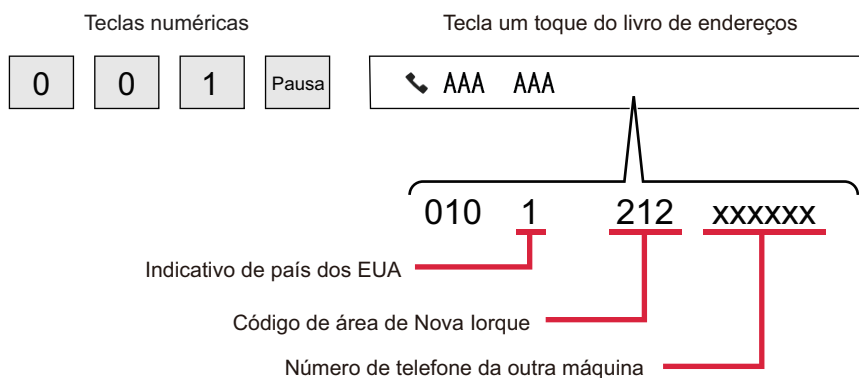 Teclas numéricas Tecla um toque do livro de endereços
0 0 1 Pausa AAA AAA
010 1 212 xxxxxx
Indicativo de país dos EUA
Código de área de Nova Iorque
Número de telefone da outra máquina